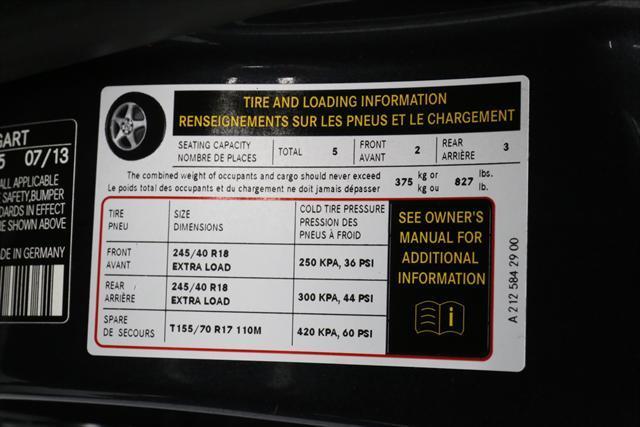 GART
5 07/13
ALL APPLICABLE
SAFETY, BUMPER
NDARDS IN EFFECT
RE SHOWN ABOVE
DE IN GERMANY
TIRE AND LOADING INFORMATION
RENSEIGNEMENTS SUR LES PNEUS ET LE CHARGEMENT
SEATING CAPACITY
NOMBRE DE PLACES
TOTAL 5
FRONT
AVANT
2
REAR
ARRIÈRE
3
The combined weight of occupants and cargo should never exceed
Le poids total des occupants et du chargement ne doit jamais dépasser
375 kg or
kg ou
827 lbs.
lb.
TIRE
PNEU
SIZE
DIMENSIONS
COLD TIRE PRESSURE
PRESSION DES
PNEUS À FROID
FRONT
AVANT
245/40 R18
EXTRA LOAD
250 KPA, 36 PSI
REAR
ARRIÈRE
245/40 R18
EXTRA LOAD
300 KPA, 44 PSI
SPARE
DE SECOURS
T155/70 R17 110M
420 KPA, 60 PSI
SEE OWNER'S
MANUAL FOR
ADDITIONAL
INFORMATION
i
A 212 584 29 00